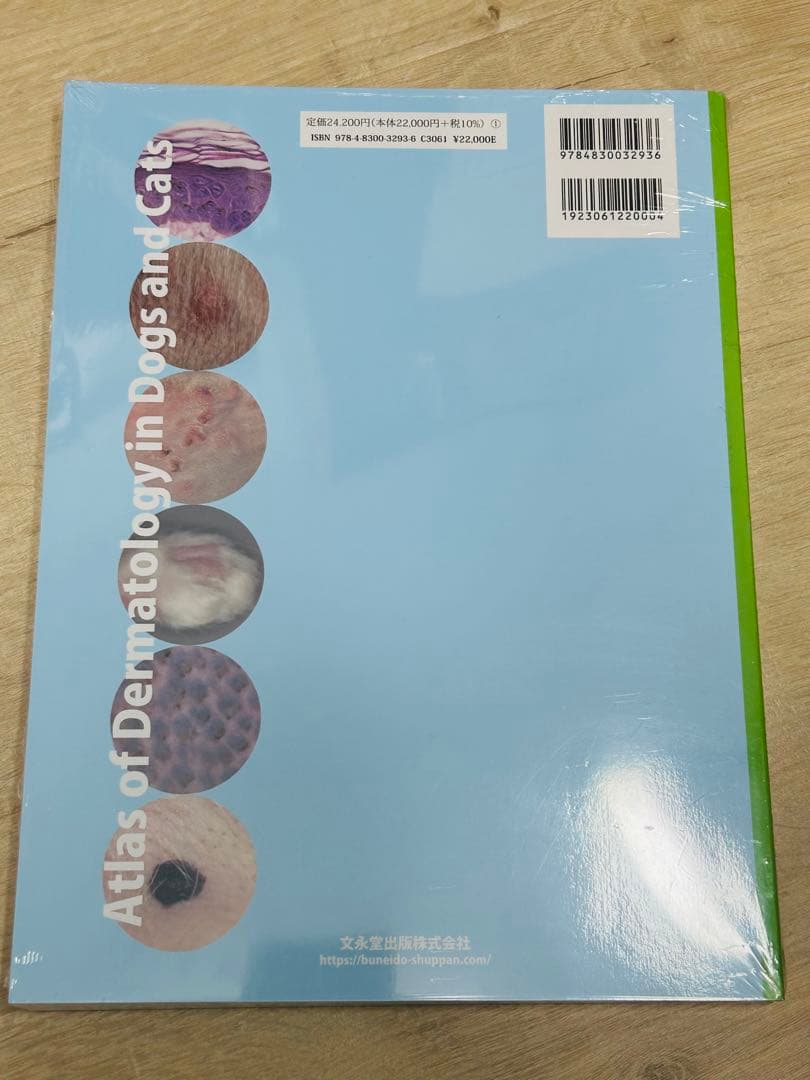 定価24,200円(本体22,000円+税10%) ①
ISBN 978-4-8300-3293-6 C3061 ¥22,000E
9784830032936
1923061220004
Atlas of Dermatology in Dogs and Cats
文永堂出版株式会社
https://buneido-shuppan.com/